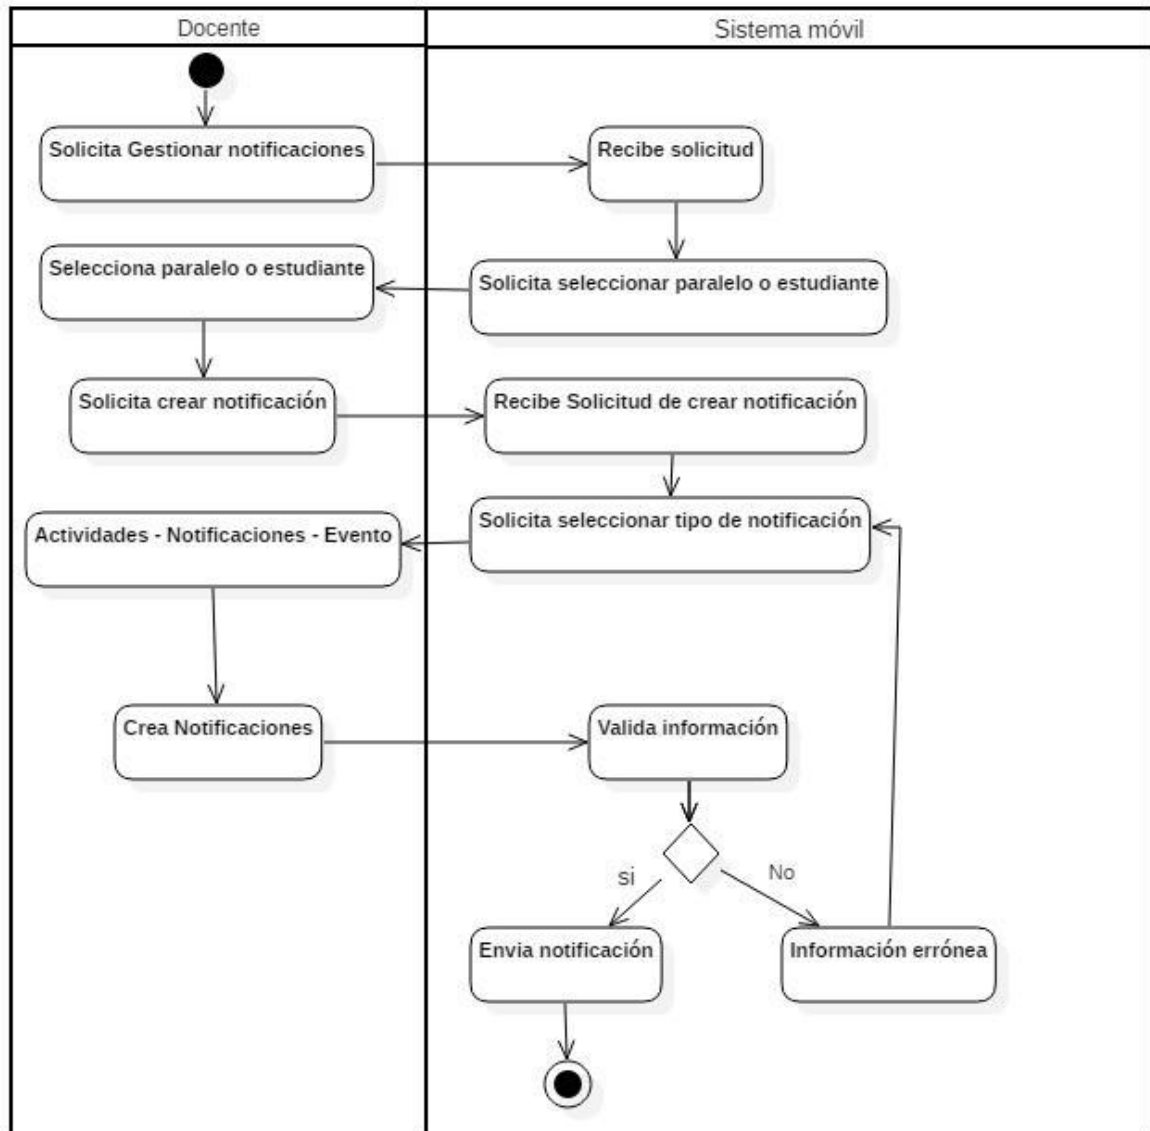 Docente
Sistema móvil
Solicita Gestionar notificaciones
Recibe solicitud
Selecciona paralelo o estudiante
Solicita seleccionar paralelo o estudiante
Solicita crear notificación
Recibe Solicitud de crear notificación
Actividades - Notificaciones - Evento
Solicita seleccionar tipo de notificación
Crea Notificaciones
Valida información
si
No
Envia notificación
Información errónea